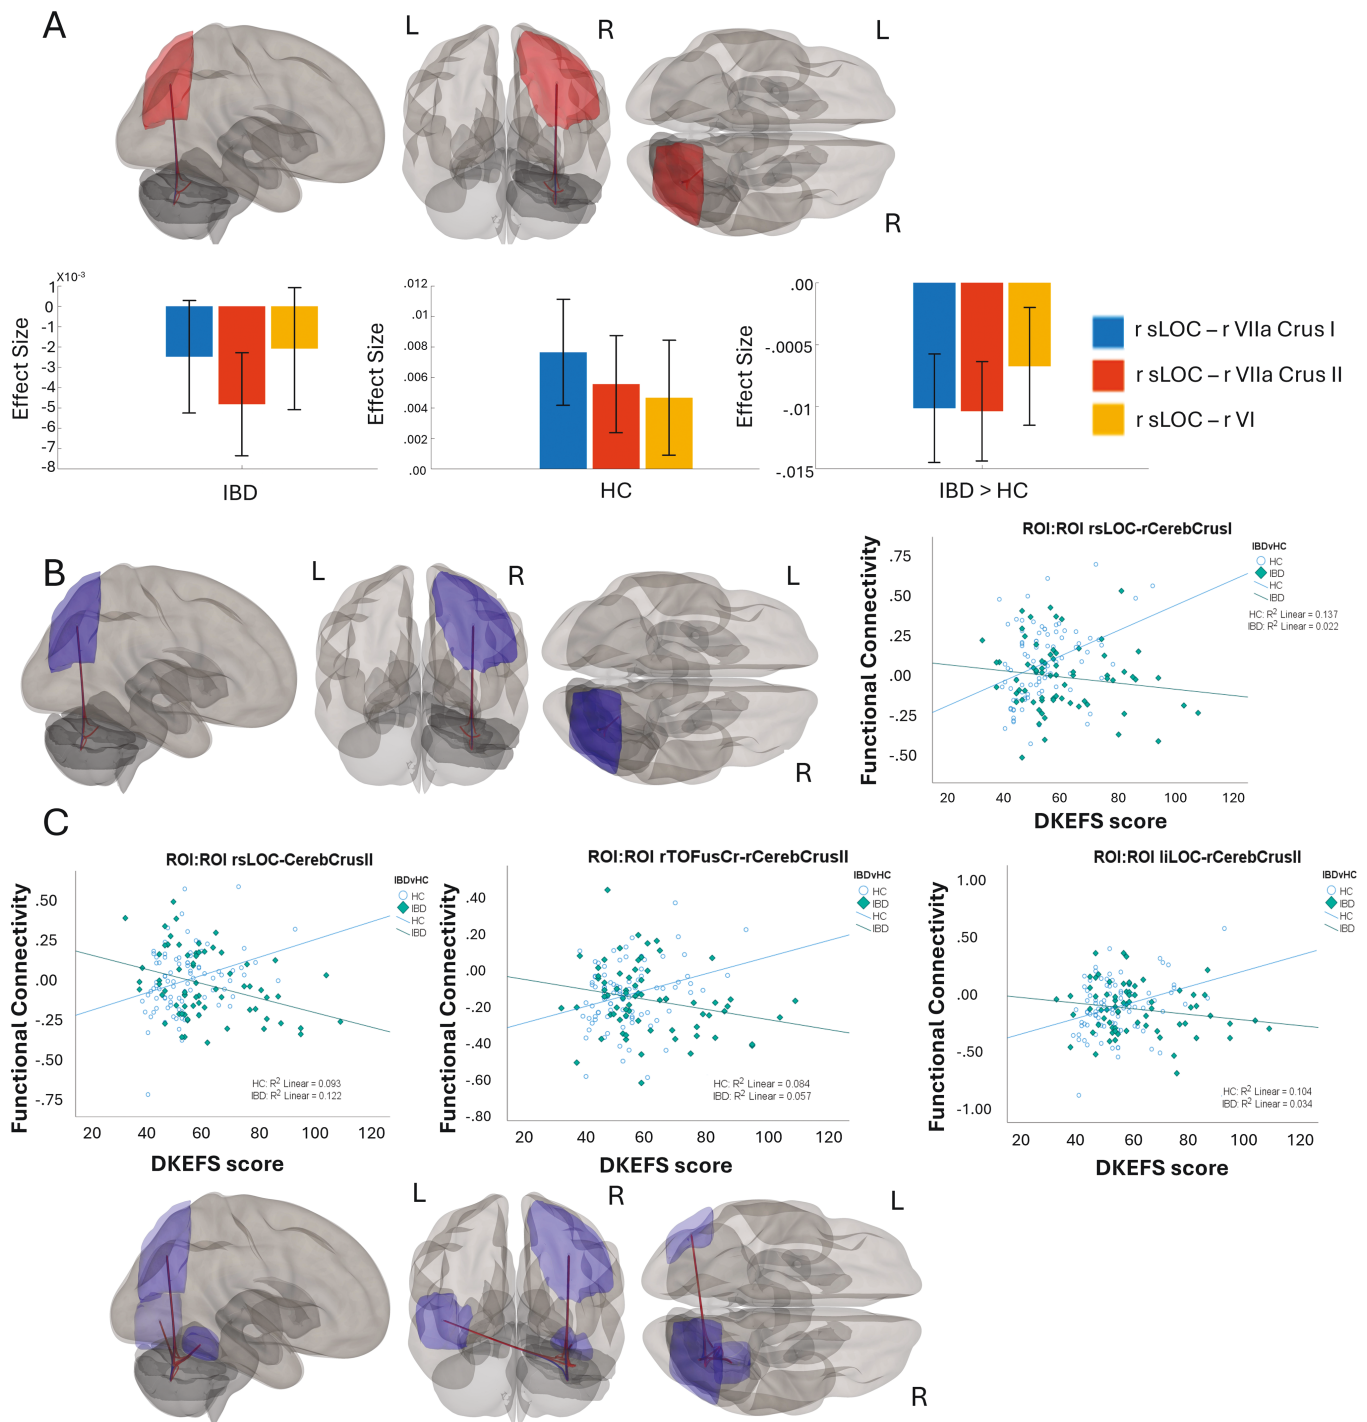 A
L
R
L
R
X10⁻³
1
0
-1
-2
-3
-4
-5
-6
-7
-8
Effect Size
IBD
.012
.008
.006
.004
.002
.00
Effect Size
HC
.00
-.0005
-.01
-.015
Effect Size
IBD > HC
r sLOC – r VIIa Crus I
r sLOC – r VIIa Crus II
r sLOC – r VI
B
L
R
L
R
ROI:ROI rsLOC-rCerebCrusI
Functional Connectivity
.75
.50
.25
.00
-.25
-.50
20 40 60 80 100 120
DKEFS score
IBDvHC
HC
IBD
HC
IBD
HC: R² Linear = 0.137
IBD: R² Linear = 0.022
C
ROI:ROI rsLOC-CerebCrusII
Functional Connectivity
.50
.25
.00
-.25
-.50
-.75
20 40 60 80 100 120
DKEFS score
IBDvHC
HC
IBD
HC
IBD
HC: R² Linear = 0.093
IBD: R² Linear = 0.122
ROI:ROI rTOFusCr-rCerebCrusII
Functional Connectivity
.40
.20
.00
-.20
-.40
-.60
-.80
20 40 60 80 100 120
DKEFS score
IBDvHC
HC
IBD
HC
IBD
HC: R² Linear = 0.084
IBD: R² Linear = 0.057
ROI:ROI liLOC-rCerebCrusII
Functional Connectivity
1.00
.50
.00
-.50
-1.00
20 40 60 80 100 120
DKEFS score
IBDvHC
HC
IBD
HC
IBD
HC: R² Linear = 0.104
IBD: R² Linear = 0.034
L
R
L
R